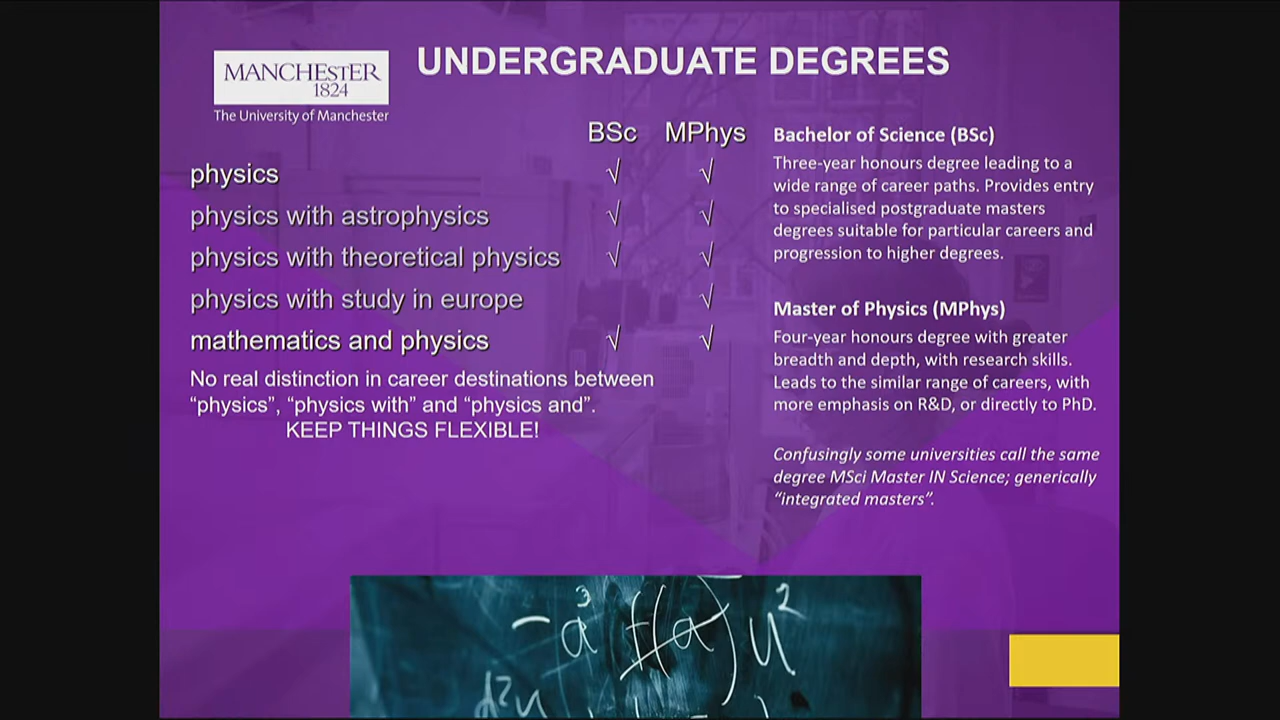 MANCHESTER
1824
The University of Manchester
UNDERGRADUATE DEGREES
BSc MPhys
physics √ √
physics with astrophysics √ √
physics with theoretical physics √ √
physics with study in europe √
mathematics and physics √ √
No real distinction in career destinations between
“physics”, “physics with” and “physics and”.
KEEP THINGS FLEXIBLE!
Bachelor of Science (BSc)
Three-year honours degree leading to a
wide range of career paths. Provides entry
to specialised postgraduate masters
degrees suitable for particular careers and
progression to higher degrees.
Master of Physics (MPhys)
Four-year honours degree with greater
breadth and depth, with research skills.
Leads to the similar range of careers, with
more emphasis on R&D, or directly to PhD.
Confusingly some universities call the same
degree MSci Master IN Science; generically
“integrated masters”.
-a³ f(a) u²
d²u